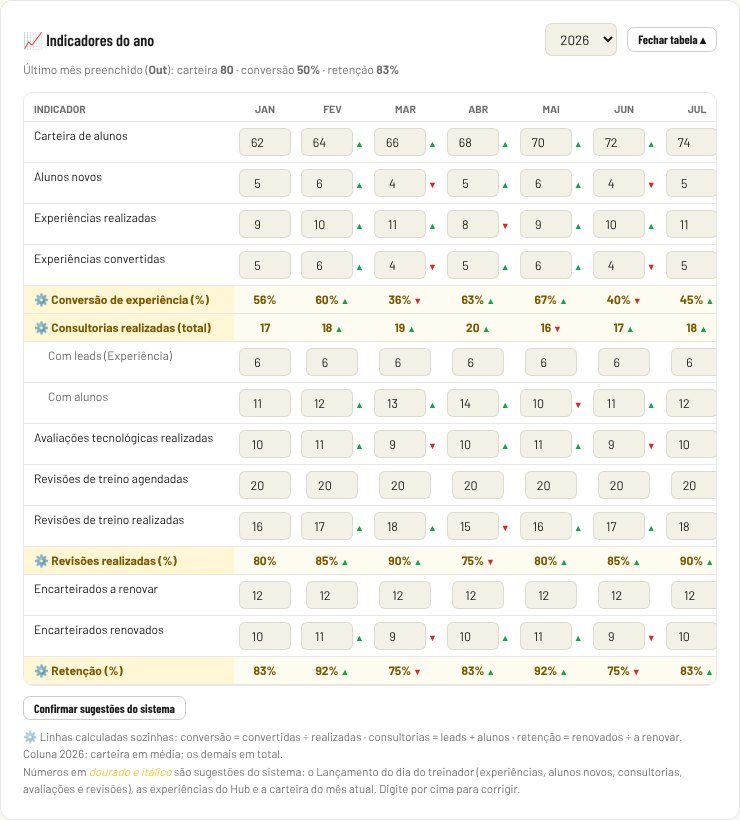 📈 Indicadores do ano 2026 Fechar tabela ▴
Último mês preenchido (Out): carteira 80 · conversão 50% · retenção 83%
INDICADOR JAN FEV MAR ABR MAI JUN JUL
Carteira de alunos 62 64 ▲ 66 ▲ 68 ▲ 70 ▲ 72 ▲ 74
Alunos novos 5 6 ▲ 4 ▼ 5 ▲ 6 ▲ 4 ▼ 5
Experiências realizadas 9 10 ▲ 11 ▲ 8 ▼ 9 ▲ 10 ▲ 11
Experiências convertidas 5 6 ▲ 4 ▼ 5 ▲ 6 ▲ 4 ▼ 5
⚙️ Conversão de experiência (%) 56% 60% ▲ 36% ▼ 63% ▲ 67% ▲ 40% ▼ 45% ▲
⚙️ Consultorias realizadas (total) 17 18 ▲ 19 ▲ 20 ▲ 16 ▼ 17 ▲ 18 ▲
Com leads (Experiência) 6 6 6 6 6 6 6
Com alunos 11 12 ▲ 13 ▲ 14 ▲ 10 ▼ 11 ▲ 12
Avaliações tecnológicas realizadas 10 11 ▲ 9 ▼ 10 ▲ 11 ▲ 9 ▼ 10
Revisões de treino agendadas 20 20 20 20 20 20 20
Revisões de treino realizadas 16 17 ▲ 18 ▲ 15 ▼ 16 ▲ 17 ▲ 18
⚙️ Revisões realizadas (%) 80% 85% ▲ 90% ▲ 75% ▼ 80% ▲ 85% ▲ 90% ▲
Encarteirados a renovar 12 12 12 12 12 12 12
Encarteirados renovados 10 11 ▲ 9 ▼ 10 ▲ 11 ▲ 9 ▼ 10
⚙️ Retenção (%) 83% 92% ▲ 75% ▼ 83% ▲ 92% ▲ 75% ▼ 83% ▲
Confirmar sugestões do sistema
⚙️ Linhas calculadas sozinhas: conversão = convertidas ÷ realizadas · consultorias = leads + alunos · retenção = renovados ÷ a renovar.
Coluna 2026: carteira em média; os demais em total.
Números em dourado e itálico são sugestões do sistema: o Lançamento do dia do treinador (experiências, alunos novos, consultorias,
avaliações e revisões), as experiências do Hub e a carteira do mês atual. Digite por cima para corrigir.